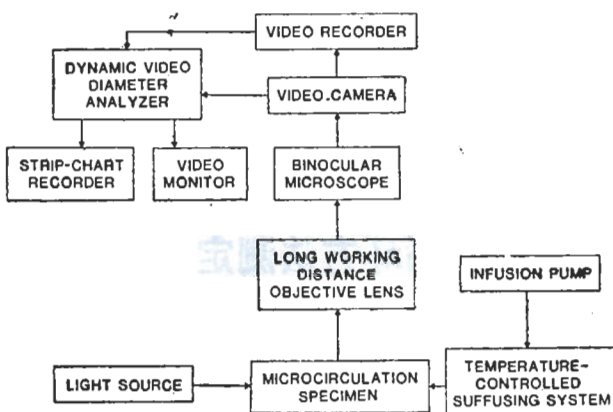 VIDEO RECORDER
DYNAMIC VIDEO
DIAMETER
ANALYZER
VIDEO.CAMERA
STRIP-CHART
RECORDER
VIDEO
MONITOR
BINOCULAR
MICROSCOPE
LONG WORKING
DISTANCE
OBJECTIVE LENS
INFUSION PUMP
LIGHT SOURCE
MICROCIRCULATION
SPECIMEN
TEMPERATURE-
CONTROLLED
SUFFUSING SYSTEM